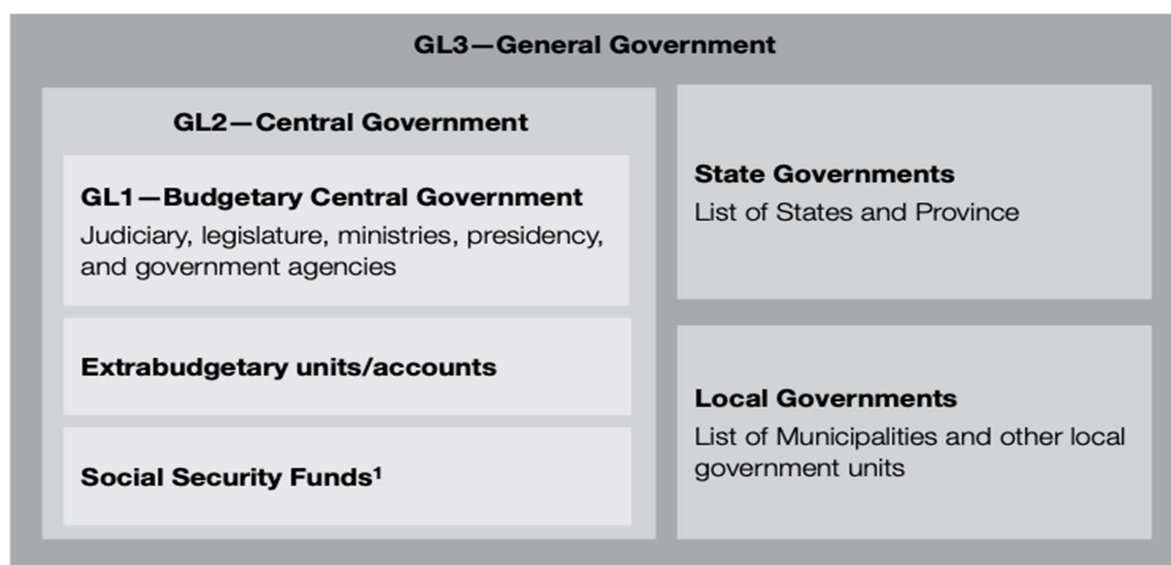 GL3—General Government
GL2—Central Government
GL1—Budgetary Central Government
Judiciary, legislature, ministries, presidency,
and government agencies
Extrabudgetary units/accounts
Social Security Funds¹
State Governments
List of States and Province
Local Governments
List of Municipalities and other local
government units